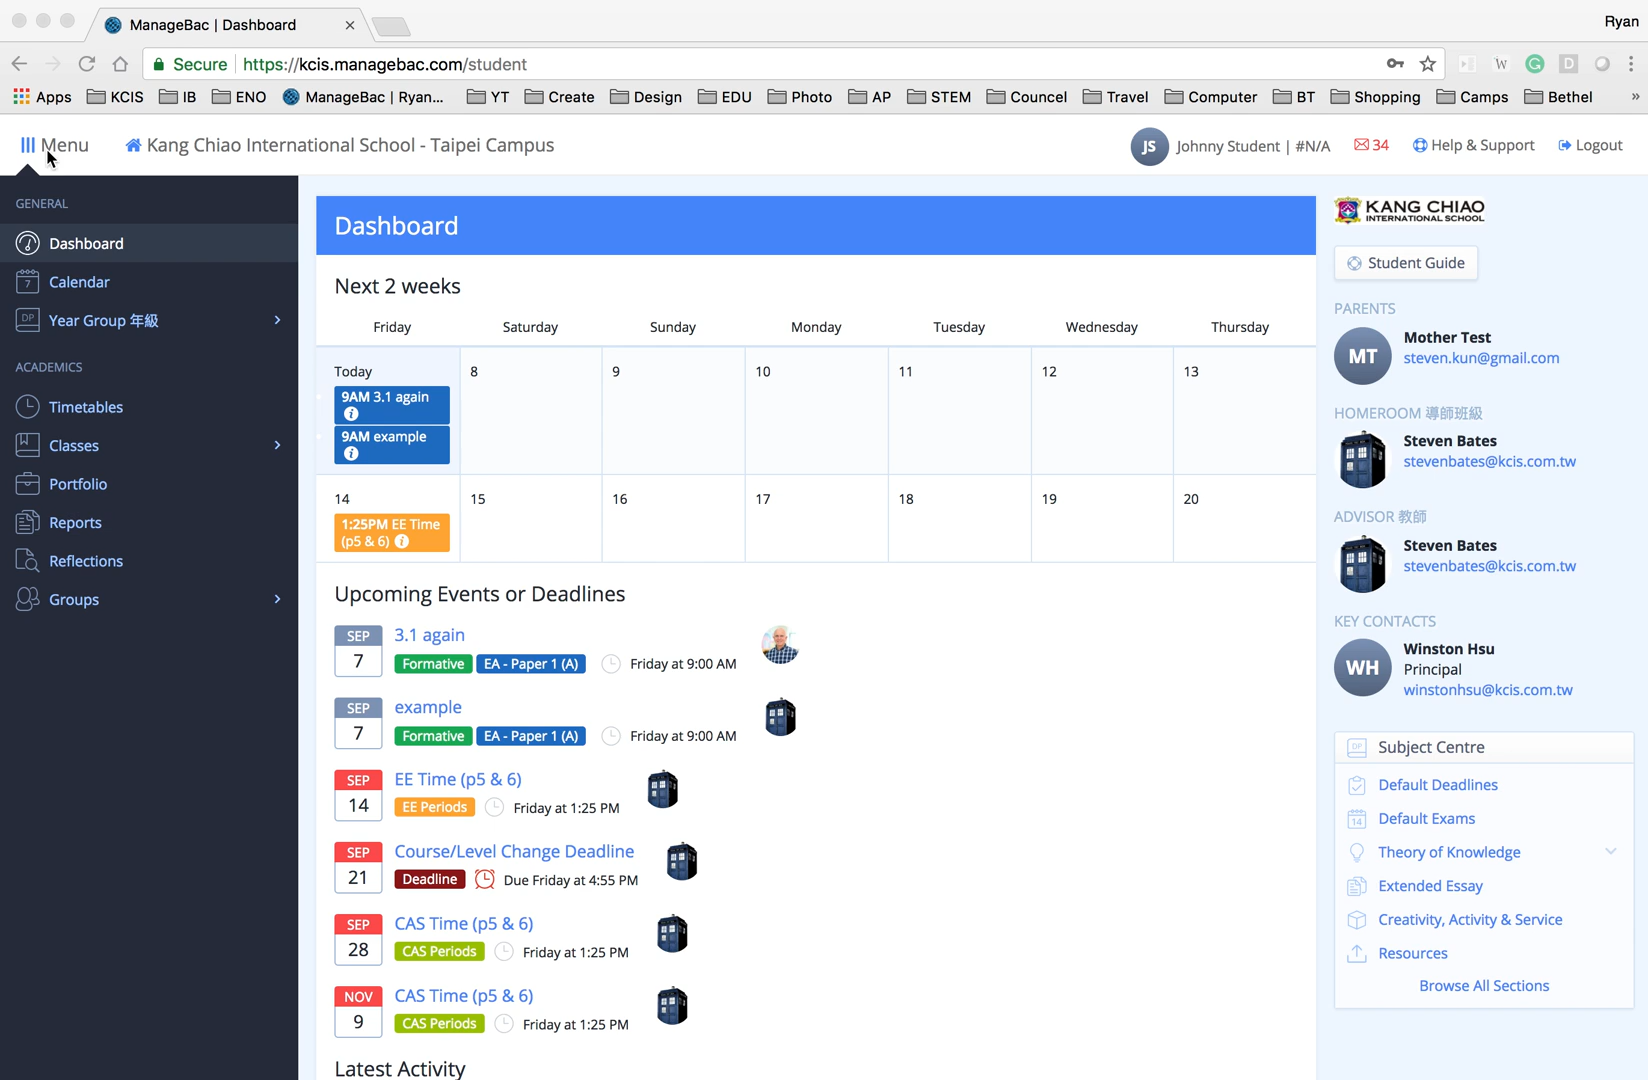 ManageBac | Dashboard
Ryan
Secure
https://kcis.managebac.com/student
Apps
KCIS
IB
ENO
ManageBac | Ryan...
YT
Create
Design
EDU
Photo
AP
STEM
Councel
Travel
Computer
BT
Shopping
Camps
Bethel
»
Menu
Kang Chiao International School - Taipei Campus
JS
Johnny Student | #N/A
34
Help & Support
Logout
GENERAL
Dashboard
Calendar
Year Group 年級
ACADEMICS
Timetables
Classes
Portfolio
Reports
Reflections
Groups
Dashboard
Next 2 weeks
Friday
Saturday
Sunday
Monday
Tuesday
Wednesday
Thursday
Today
8
9
10
11
12
13
9AM 3.1 again
9AM example
14
15
16
17
18
19
20
1:25PM EE Time
(p5 & 6)
Upcoming Events or Deadlines
SEP
7
3.1 again
Formative
EA - Paper 1 (A)
Friday at 9:00 AM
SEP
7
example
Formative
EA - Paper 1 (A)
Friday at 9:00 AM
SEP
14
EE Time (p5 & 6)
EE Periods
Friday at 1:25 PM
SEP
21
Course/Level Change Deadline
Deadline
Due Friday at 4:55 PM
SEP
28
CAS Time (p5 & 6)
CAS Periods
Friday at 1:25 PM
NOV
9
CAS Time (p5 & 6)
CAS Periods
Friday at 1:25 PM
Latest Activity
KANG CHIAO
INTERNATIONAL SCHOOL
Student Guide
PARENTS
MT
Mother Test
steven.kun@gmail.com
HOMEROOM 導師班級
Steven Bates
stevenbates@kcis.com.tw
ADVISOR 教師
Steven Bates
stevenbates@kcis.com.tw
KEY CONTACTS
WH
Winston Hsu
Principal
winstonhsu@kcis.com.tw
Subject Centre
Default Deadlines
Default Exams
Theory of Knowledge
Extended Essay
Creativity, Activity & Service
Resources
Browse All Sections